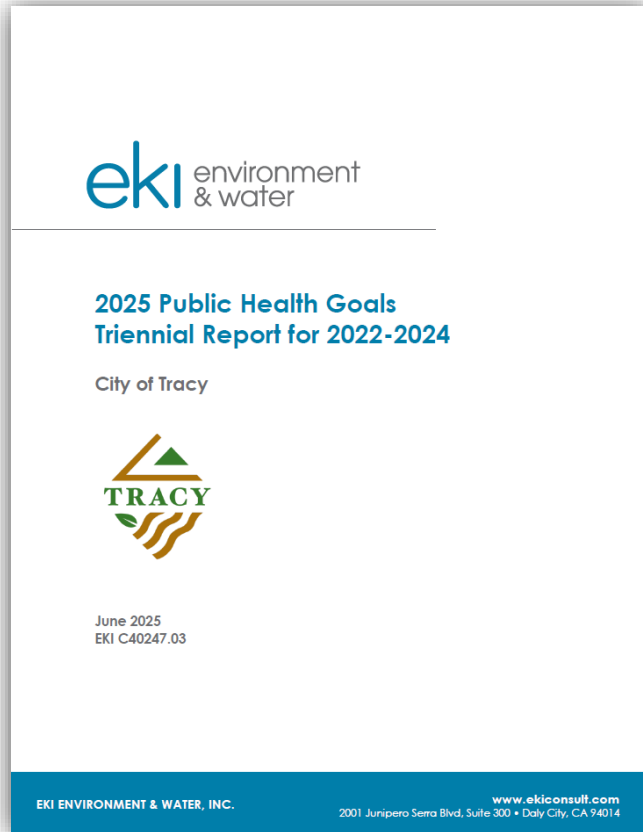 eki environment
& water
2025 Public Health Goals
Triennial Report for 2022-2024
City of Tracy
TRACY
June 2025
EKI C40247.03
EKI ENVIRONMENT & WATER, INC.
www.ekiconsult.com
2001 Junipero Serra Blvd, Suite 300 • Daly City, CA 94014